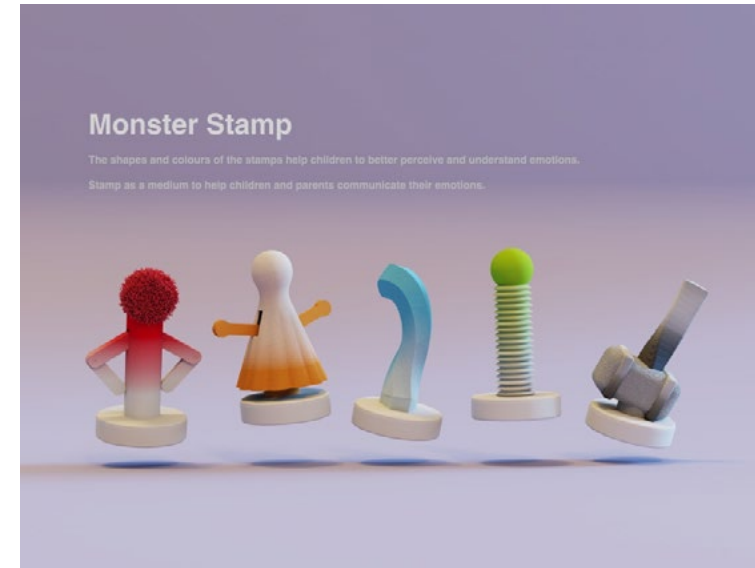 Monster Stamp
The shapes and colours of the stamps help children to better perceive and understand emotions.
Stamp as a medium to help children and parents communicate their emotions.